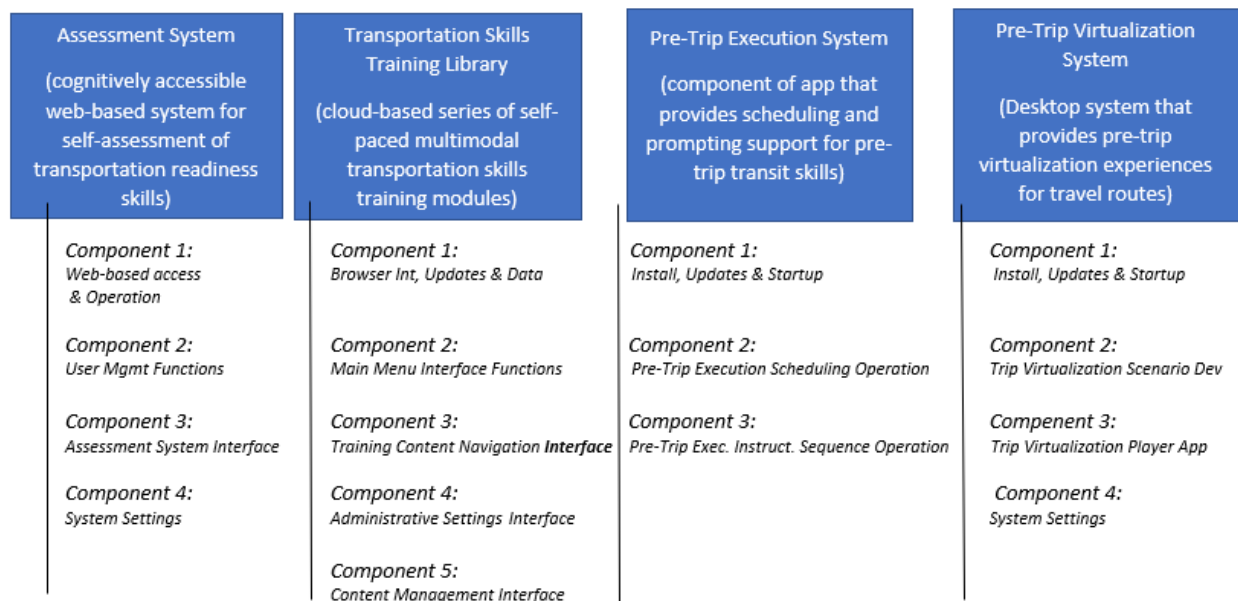 Assessment System
(cognitively accessible
web-based system for
self-assessment of
transportation readiness
skills)
Component 1:
Web-based access
& Operation
Component 2:
User Mgmt Functions
Component 3:
Assessment System Interface
Component 4:
System Settings
Transportation Skills
Training Library
(cloud-based series of self-
paced multimodal
transportation skills
training modules)
Component 1:
Browser Int, Updates & Data
Component 2:
Main Menu Interface Functions
Component 3:
Training Content Navigation Interface
Component 4:
Administrative Settings Interface
Component 5:
Content Management Interface
Pre-Trip Execution System
(component of app that
provides scheduling and
prompting support for pre-
trip transit skills)
Component 1:
Install, Updates & Startup
Component 2:
Pre-Trip Execution Scheduling Operation
Component 3:
Pre-Trip Exec. Instruct. Sequence Operation
Pre-Trip Virtualization
System
(Desktop system that
provides pre-trip
virtualization experiences
for travel routes)
Component 1:
Install, Updates & Startup
Component 2:
Trip Virtualization Scenario Dev
Compenent 3:
Trip Virtualization Player App
Component 4:
System Settings